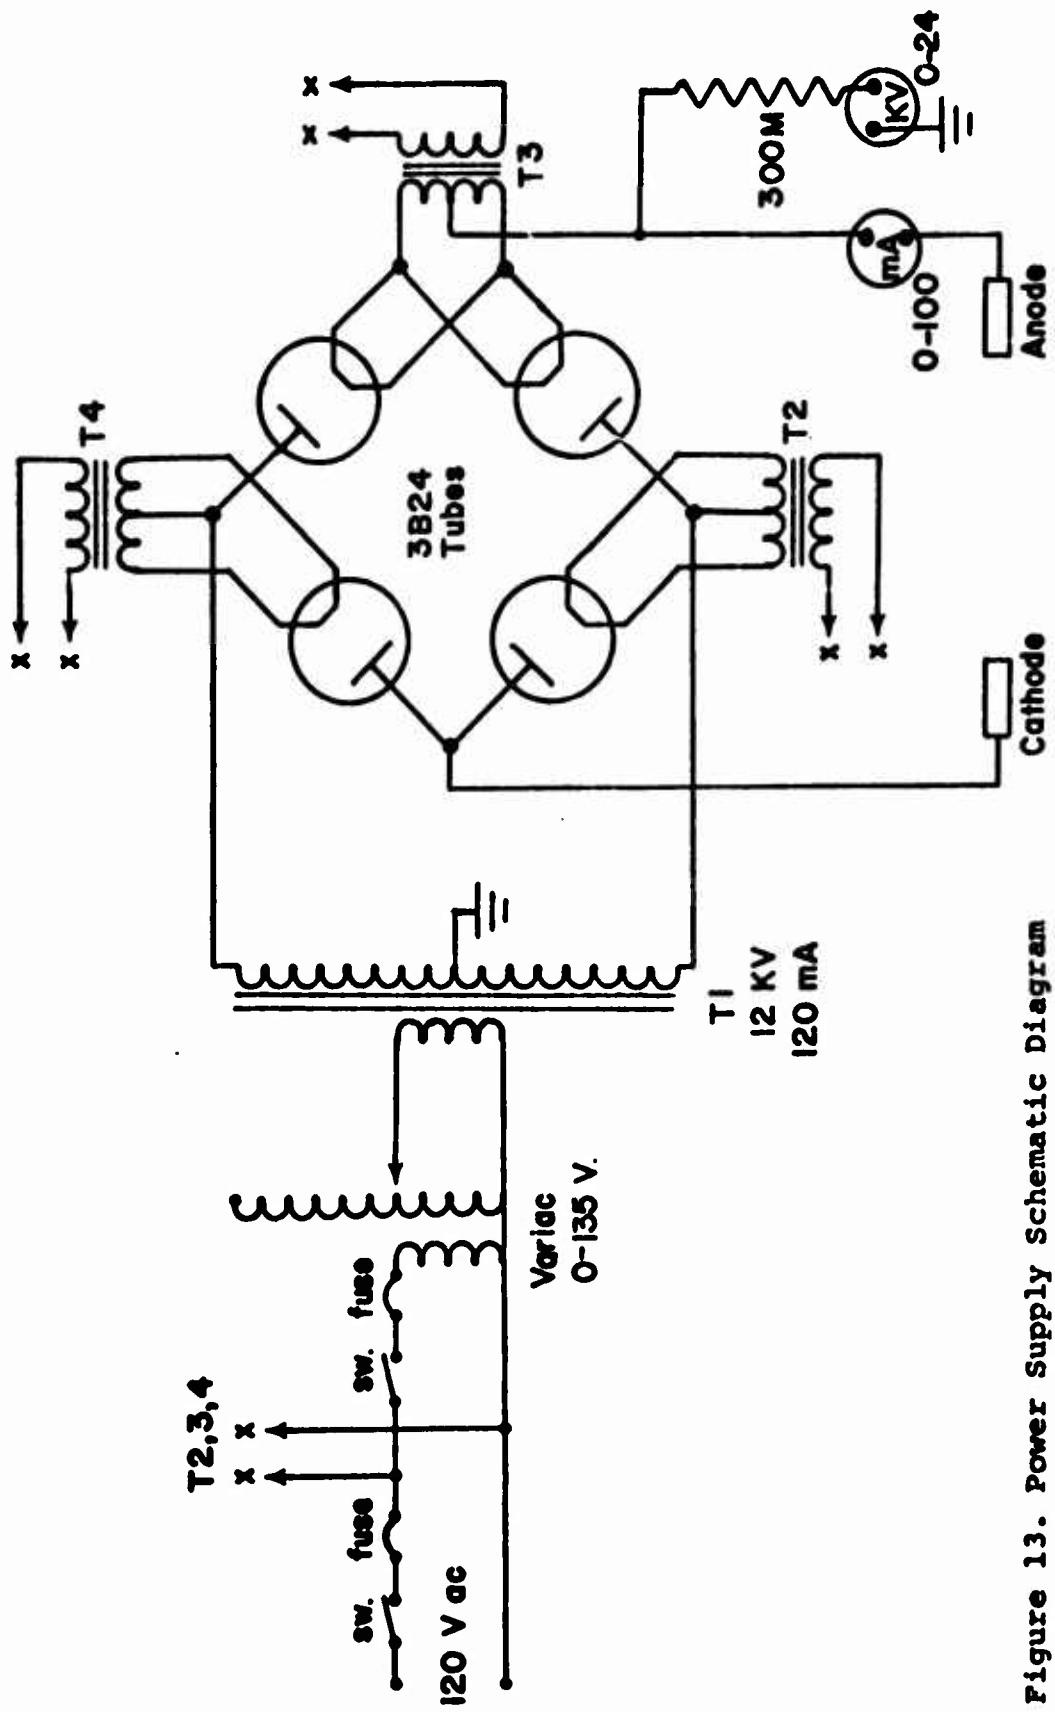 sw.
fuse
120 V ac
T2,3,4
x
x
sw.
fuse
Variac
0-135 V.
T1
12 KV
120 mA
x
x
T4
3B24
Tubes
x
x
T2
x
x
T3
300M
KV
0-24
mA
0-100
Cathode
Anode
Figure 13. Power Supply Schematic Diagram